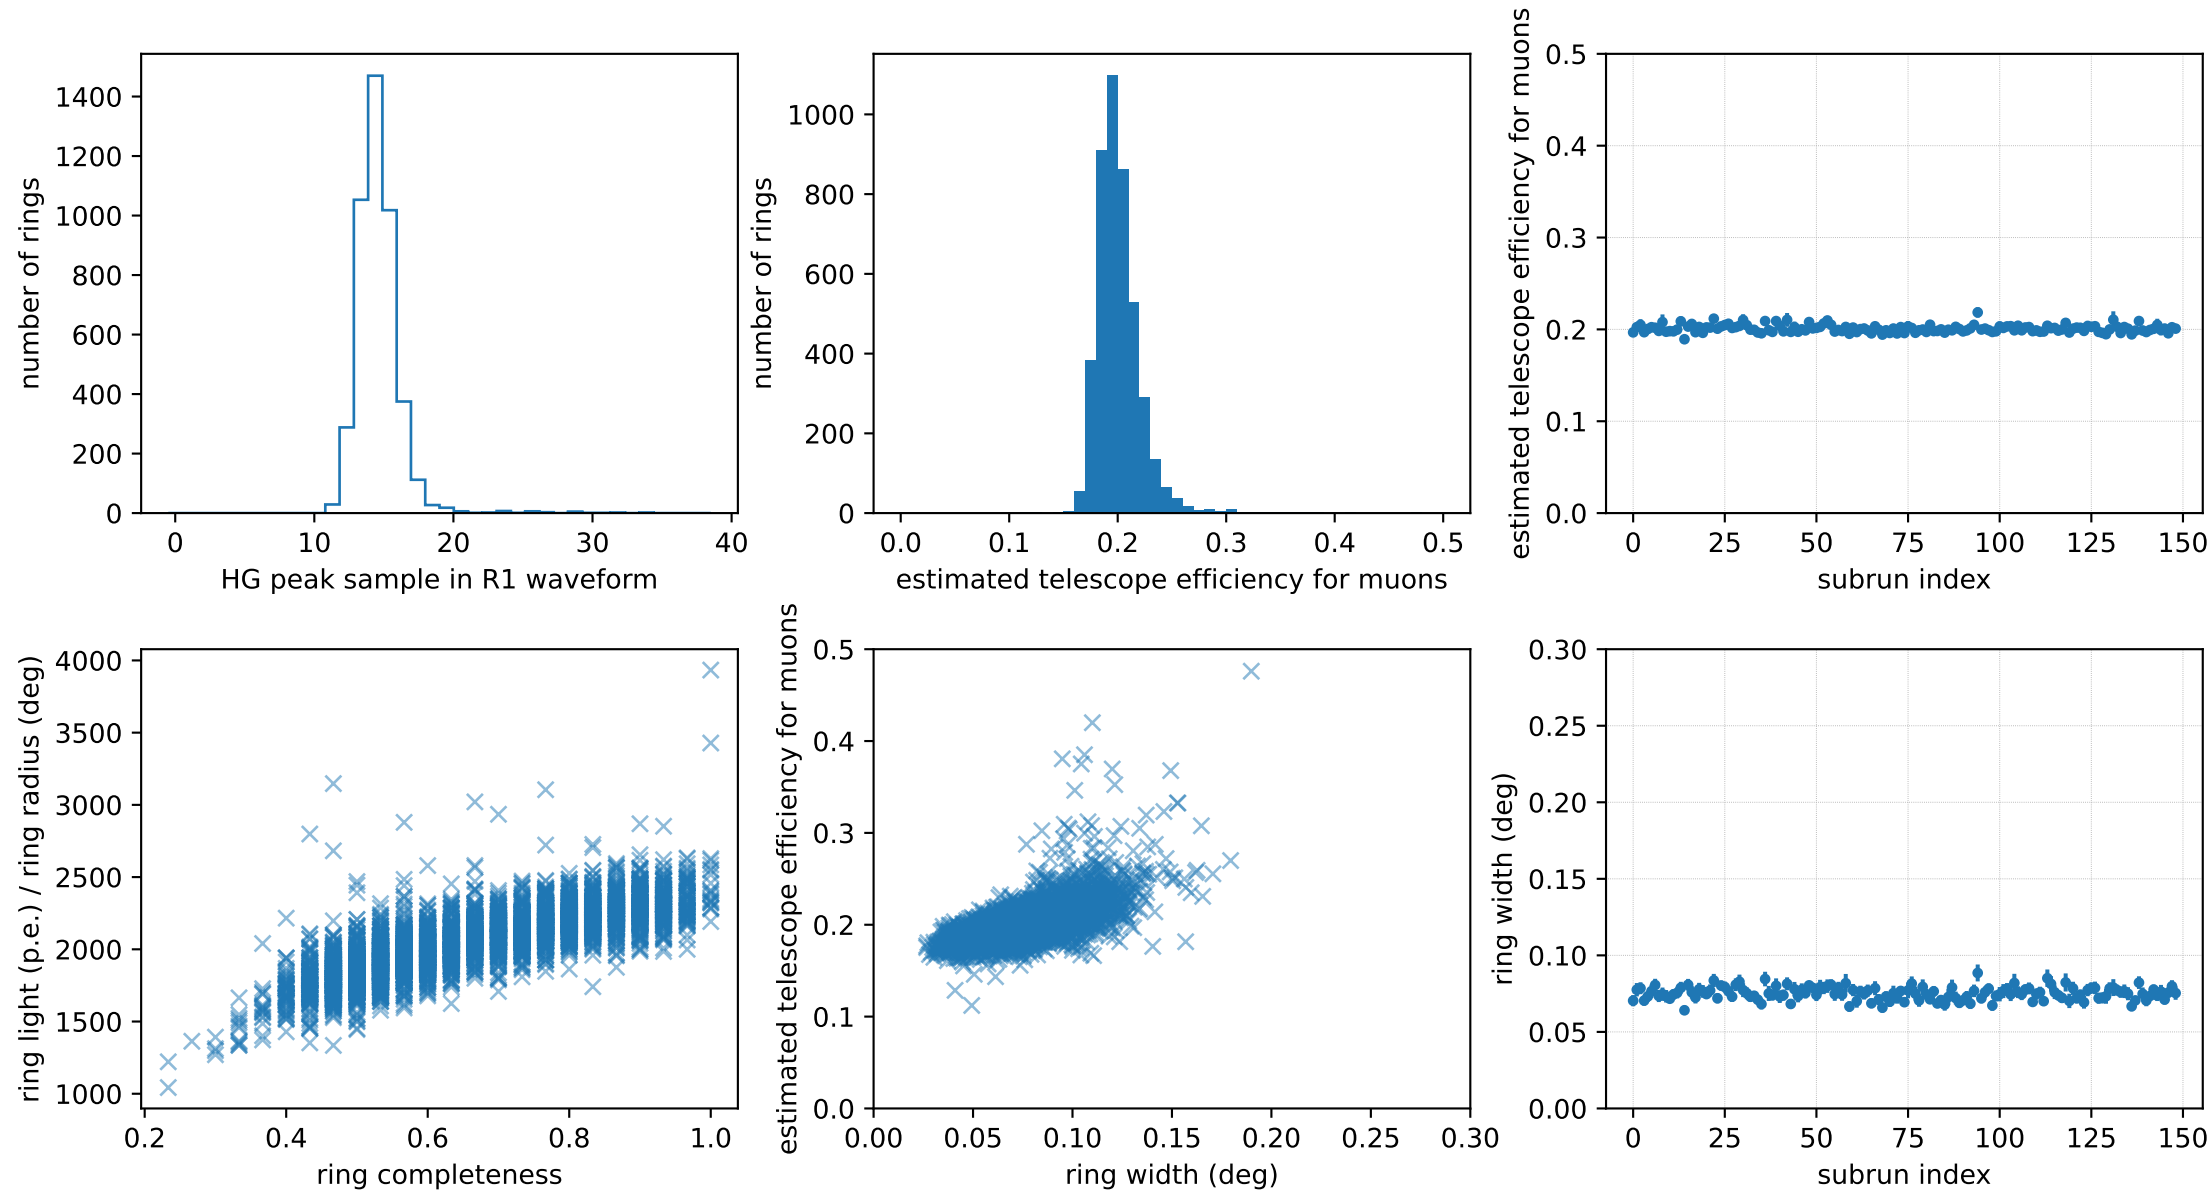 number of rings
1400
1200
1000
800
600
400
200
0
0 10 20 30 40
HG peak sample in R1 waveform
number of rings
1000
800
600
400
200
0
0.0 0.1 0.2 0.3 0.4 0.5
estimated telescope efficiency for muons
estimated telescope efficiency for muons
0.5
0.4
0.3
0.2
0.1
0.0
0 25 50 75 100 125 150
subrun index
ring light (p.e.) / ring radius (deg)
4000
3500
3000
2500
2000
1500
1000
0.2 0.4 0.6 0.8 1.0
ring completeness
estimated telescope efficiency for muons
0.5
0.4
0.3
0.2
0.1
0.0
0.00 0.05 0.10 0.15 0.20 0.25 0.30
ring width (deg)
ring width (deg)
0.30
0.25
0.20
0.15
0.10
0.05
0.00
0 25 50 75 100 125 150
subrun index